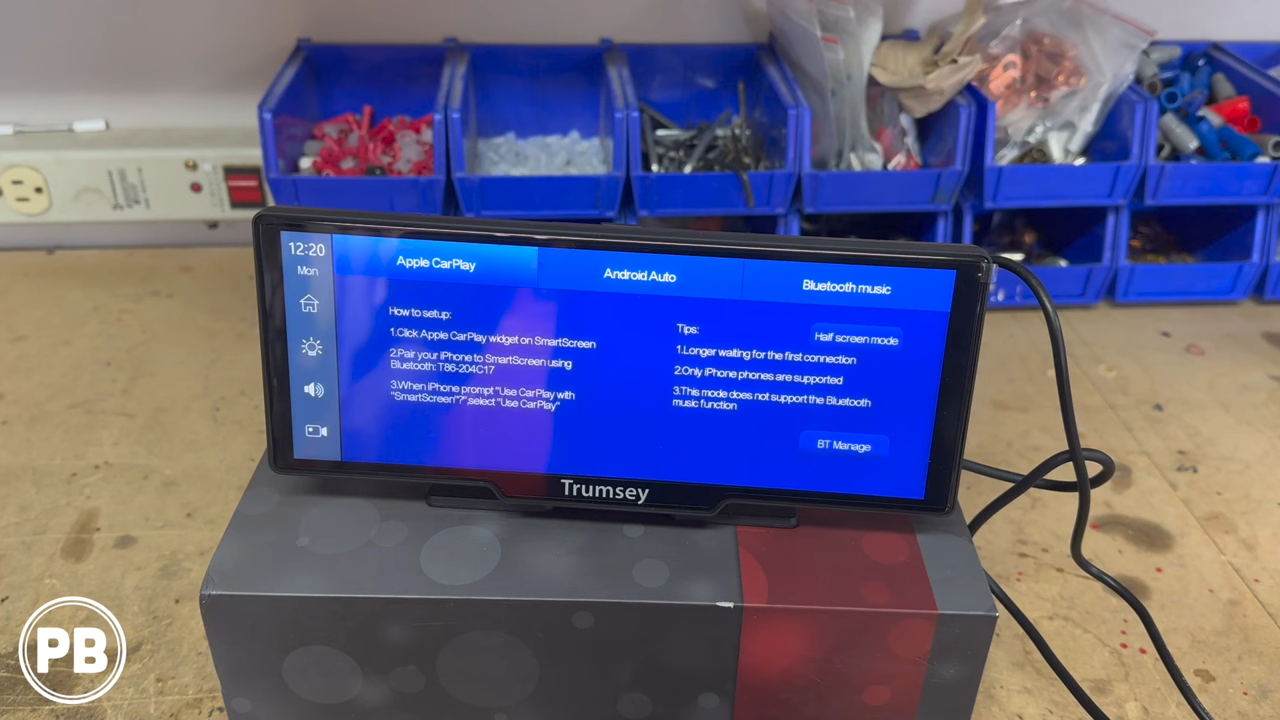 12:20
Mon
Apple CarPlay
Android Auto
Bluetooth music
How to setup:
1.Click Apple CarPlay widget on SmartScreen
2.Pair your iPhone to SmartScreen using
Bluetooth: T86-204C17
3.When iPhone prompt "Use CarPlay with
"SmartScreen"?",select "Use CarPlay"
Tips:
Half screen mode
1.Longer waiting for the first connection
2.Only iPhone phones are supported
3.This mode does not support the Bluetooth
music function
BT Manage
Trumsey
PB